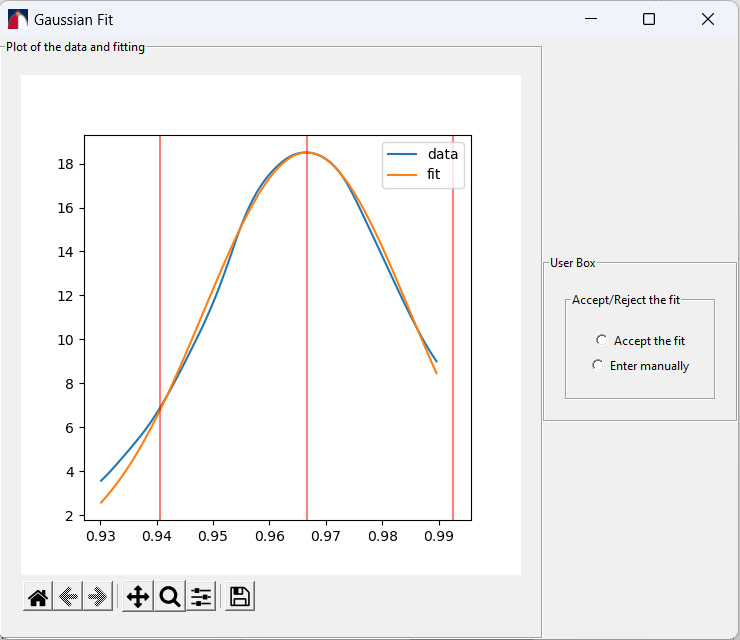 Gaussian Fit
Plot of the data and fitting
data
fit
18
16
14
12
10
8
6
4
2
0.93 0.94 0.95 0.96 0.97 0.98 0.99
User Box
Accept/Reject the fit
Accept the fit
Enter manually